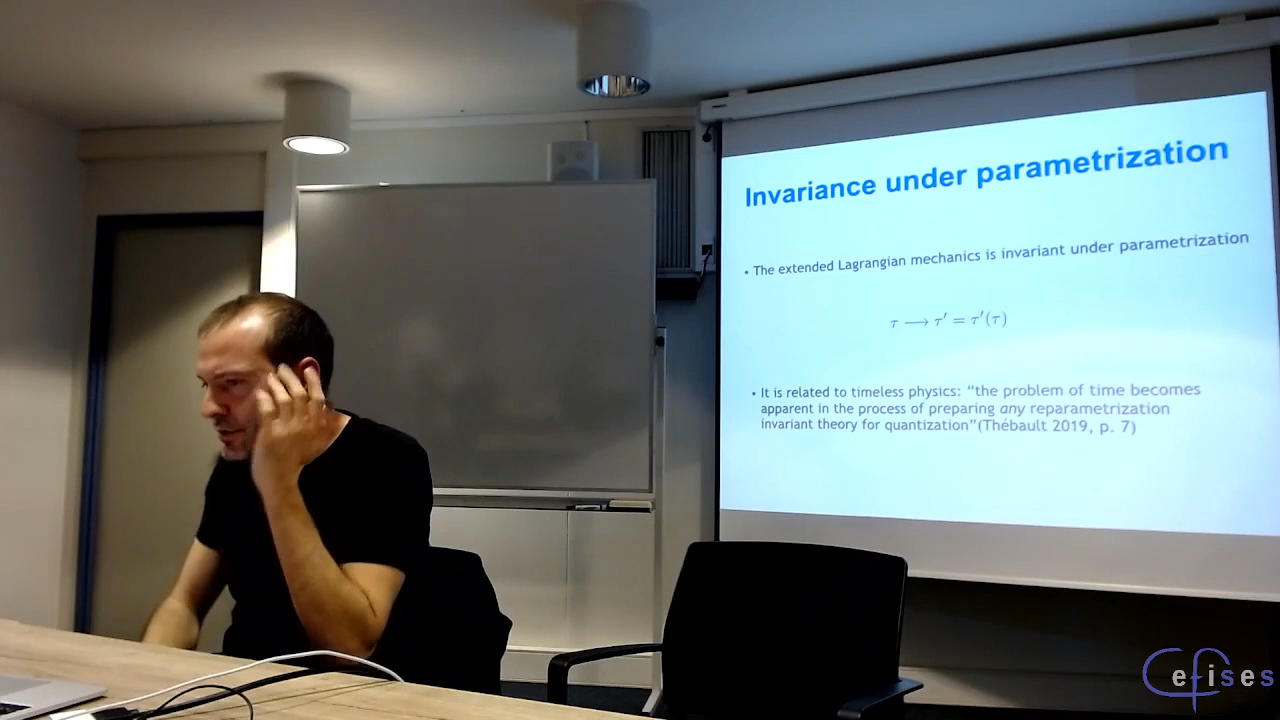 Invariance under parametrization
• The extended Lagrangian mechanics is invariant under parametrization
τ ⟶ τ′ = τ′(τ)
• It is related to timeless physics: “the problem of time becomes
apparent in the process of preparing any reparametrization
invariant theory for quantization”(Thébault 2019, p. 7)
Cefises